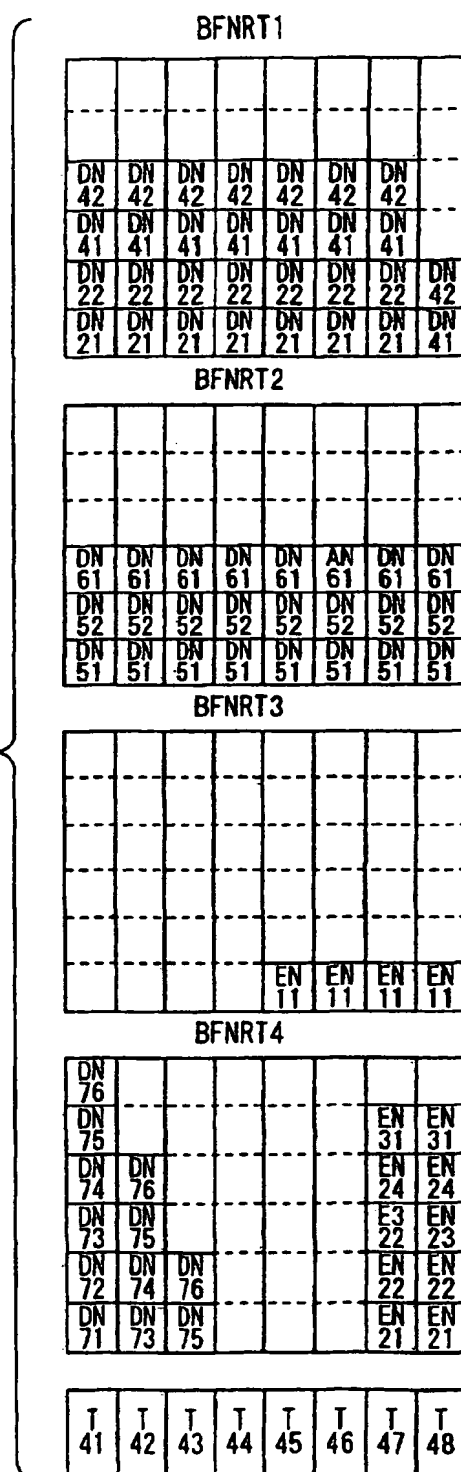 BFNRT1
DN DN DN DN DN DN DN
42 42 42 42 42 42 42
DN DN DN DN DN DN DN
41 41 41 41 41 41 41
DN DN DN DN DN DN DN DN
22 22 22 22 22 22 22 42
DN DN DN DN DN DN DN DN
21 21 21 21 21 21 21 41
BFNRT2
DN DN DN DN DN AN DN DN
61 61 61 61 61 61 61 61
DN DN DN DN DN DN DN DN
52 52 52 52 52 52 52 52
DN DN DN DN DN DN DN DN
51 51 51 51 51 51 51 51
BFNRT3
EN EN EN EN
11 11 11 11
BFNRT4
DN
76
DN EN EN
75 31 31
DN DN EN EN
74 76 24 24
DN DN E3 EN
73 75 22 23
DN DN DN EN EN
72 74 76 22 22
DN DN DN EN EN
71 73 75 21 21
T T T T T T T T
41 42 43 44 45 46 47 48